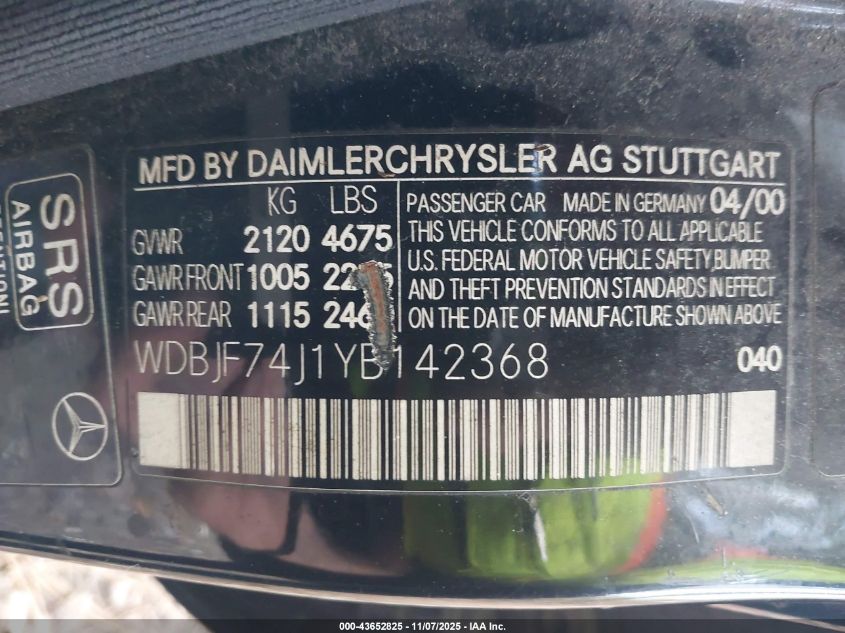 SRS
AIRBAG
MFD BY DAIMLERCHRYSLER AG STUTTGART
KG LBS
GVWR 2120 4675
GAWR FRONT 1005
GAWR REAR 1115
PASSENGER CAR MADE IN GERMANY 04/00
THIS VEHICLE CONFORMS TO ALL APPLICABLE
U.S. FEDERAL MOTOR VEHICLE SAFETY, BUMPER
AND THEFT PREVENTION STANDARDS IN EFFECT
ON THE DATE OF MANUFACTURE SHOWN ABOVE
WDBJF74J1YB142368 040
000-43652825 | 11/07/2025 - IAA Inc.